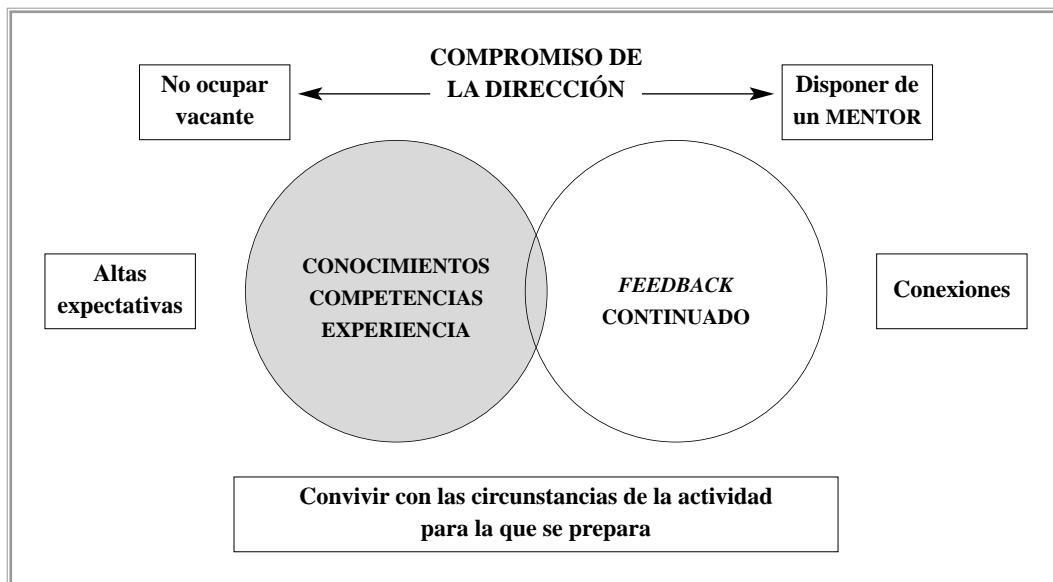 COMPROMISO DE
LA DIRECCIÓN
No ocupar
vacante
Disponer de
un MENTOR
Altas
expectativas
CONOCIMIENTOS
COMPETENCIAS
EXPERIENCIA
FEEDBACK
CONTINUADO
Conexiones
Convivir con las circunstancias de la actividad
para la que se prepara